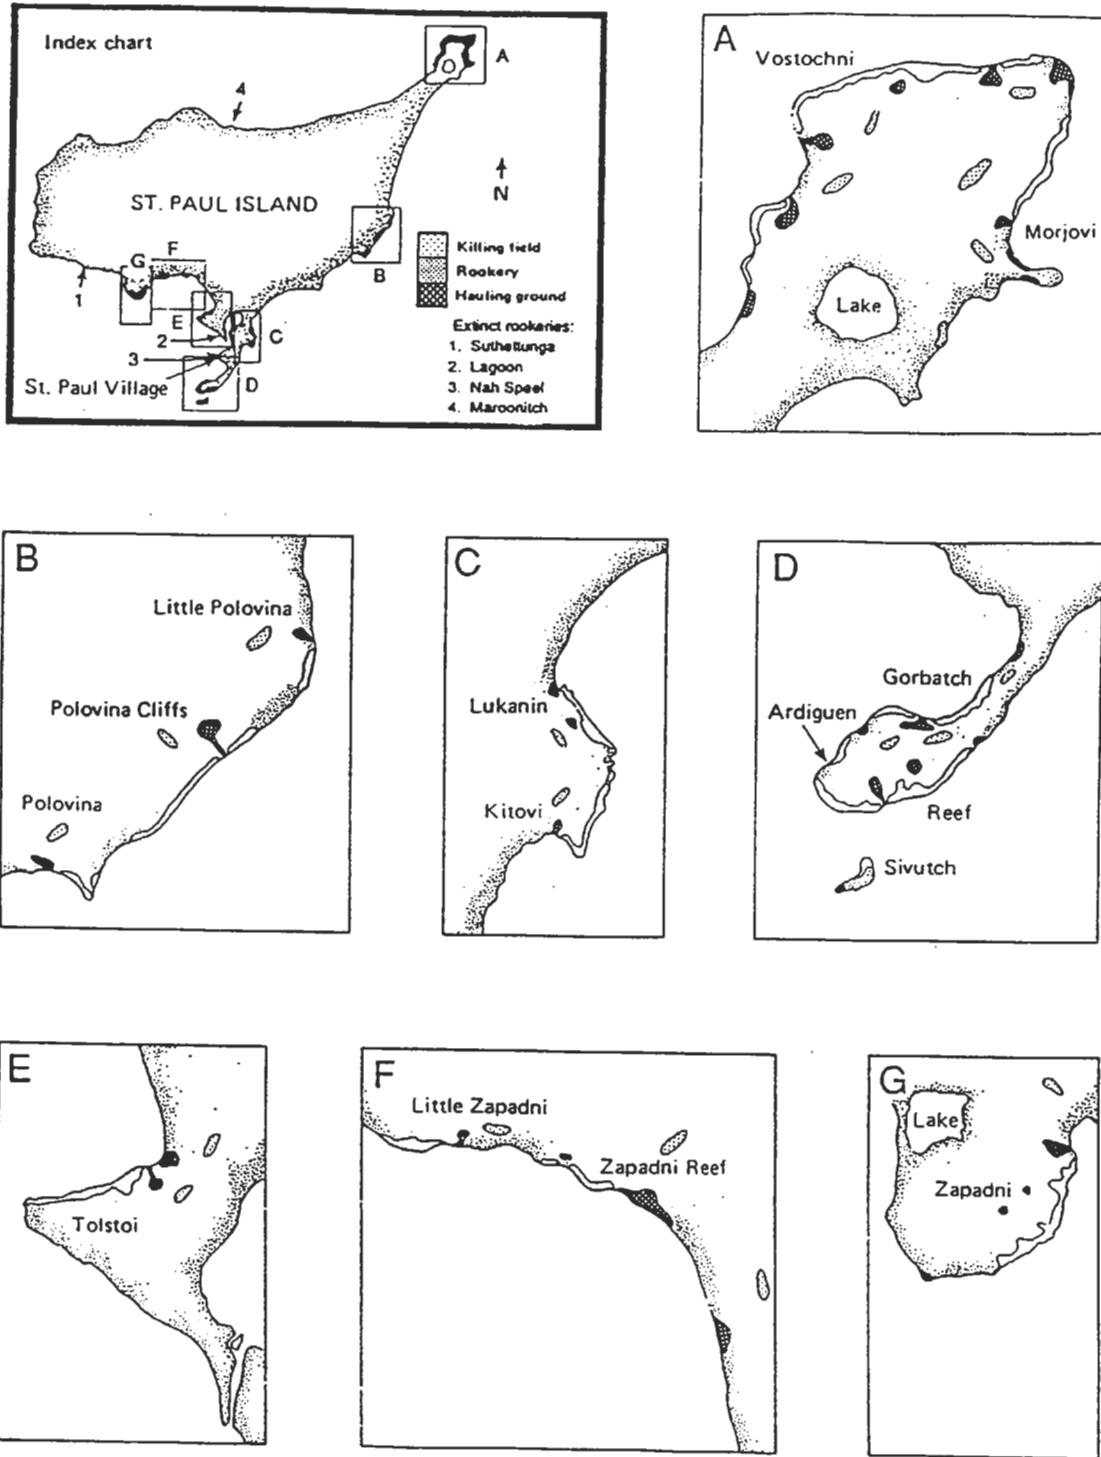 Index chart
4
A
N
ST. PAUL ISLAND
G
F
B
1
E
2
C
3
St. Paul Village
D
Killing field
Rookery
Hauling ground
Extinct rookeries:
1. Suthetunga
2. Lagoon
3. Nah Speel
4. Maroonitch
A
Vostochni
Morjovi
Lake
B
Little Polovina
Polovina Cliffs
Polovina
C
Lukanin
Kitovi
D
Gorbatch
Ardiguen
Reef
Sivutch
E
Tolstoi
F
Little Zapadni
Zapadni Reef
G
Lake
Zapadni